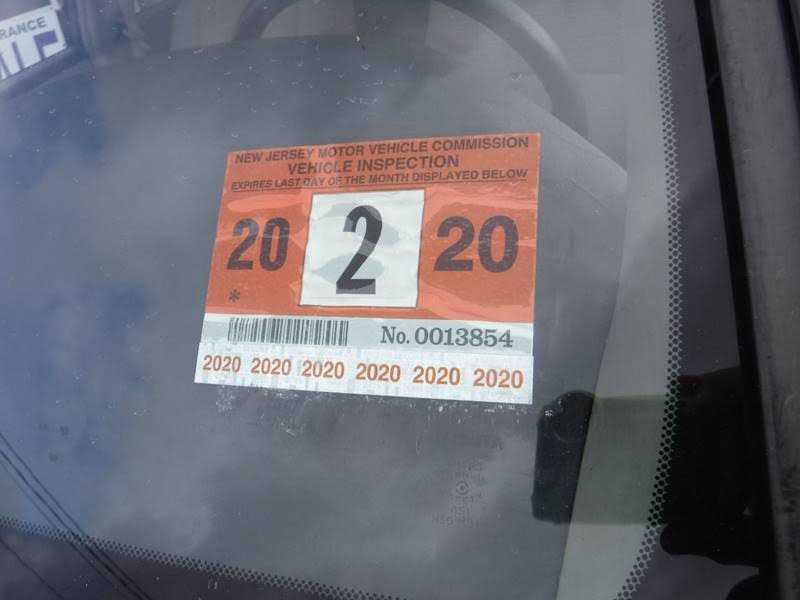 RANCE
NEW JERSEY MOTOR VEHICLE COMMISSION
VEHICLE INSPECTION
EXPIRES LAST DAY OF THE MONTH DISPLAYED BELOW
20 2 20
*
No. 0013854
2020 2020 2020 2020 2020 2020